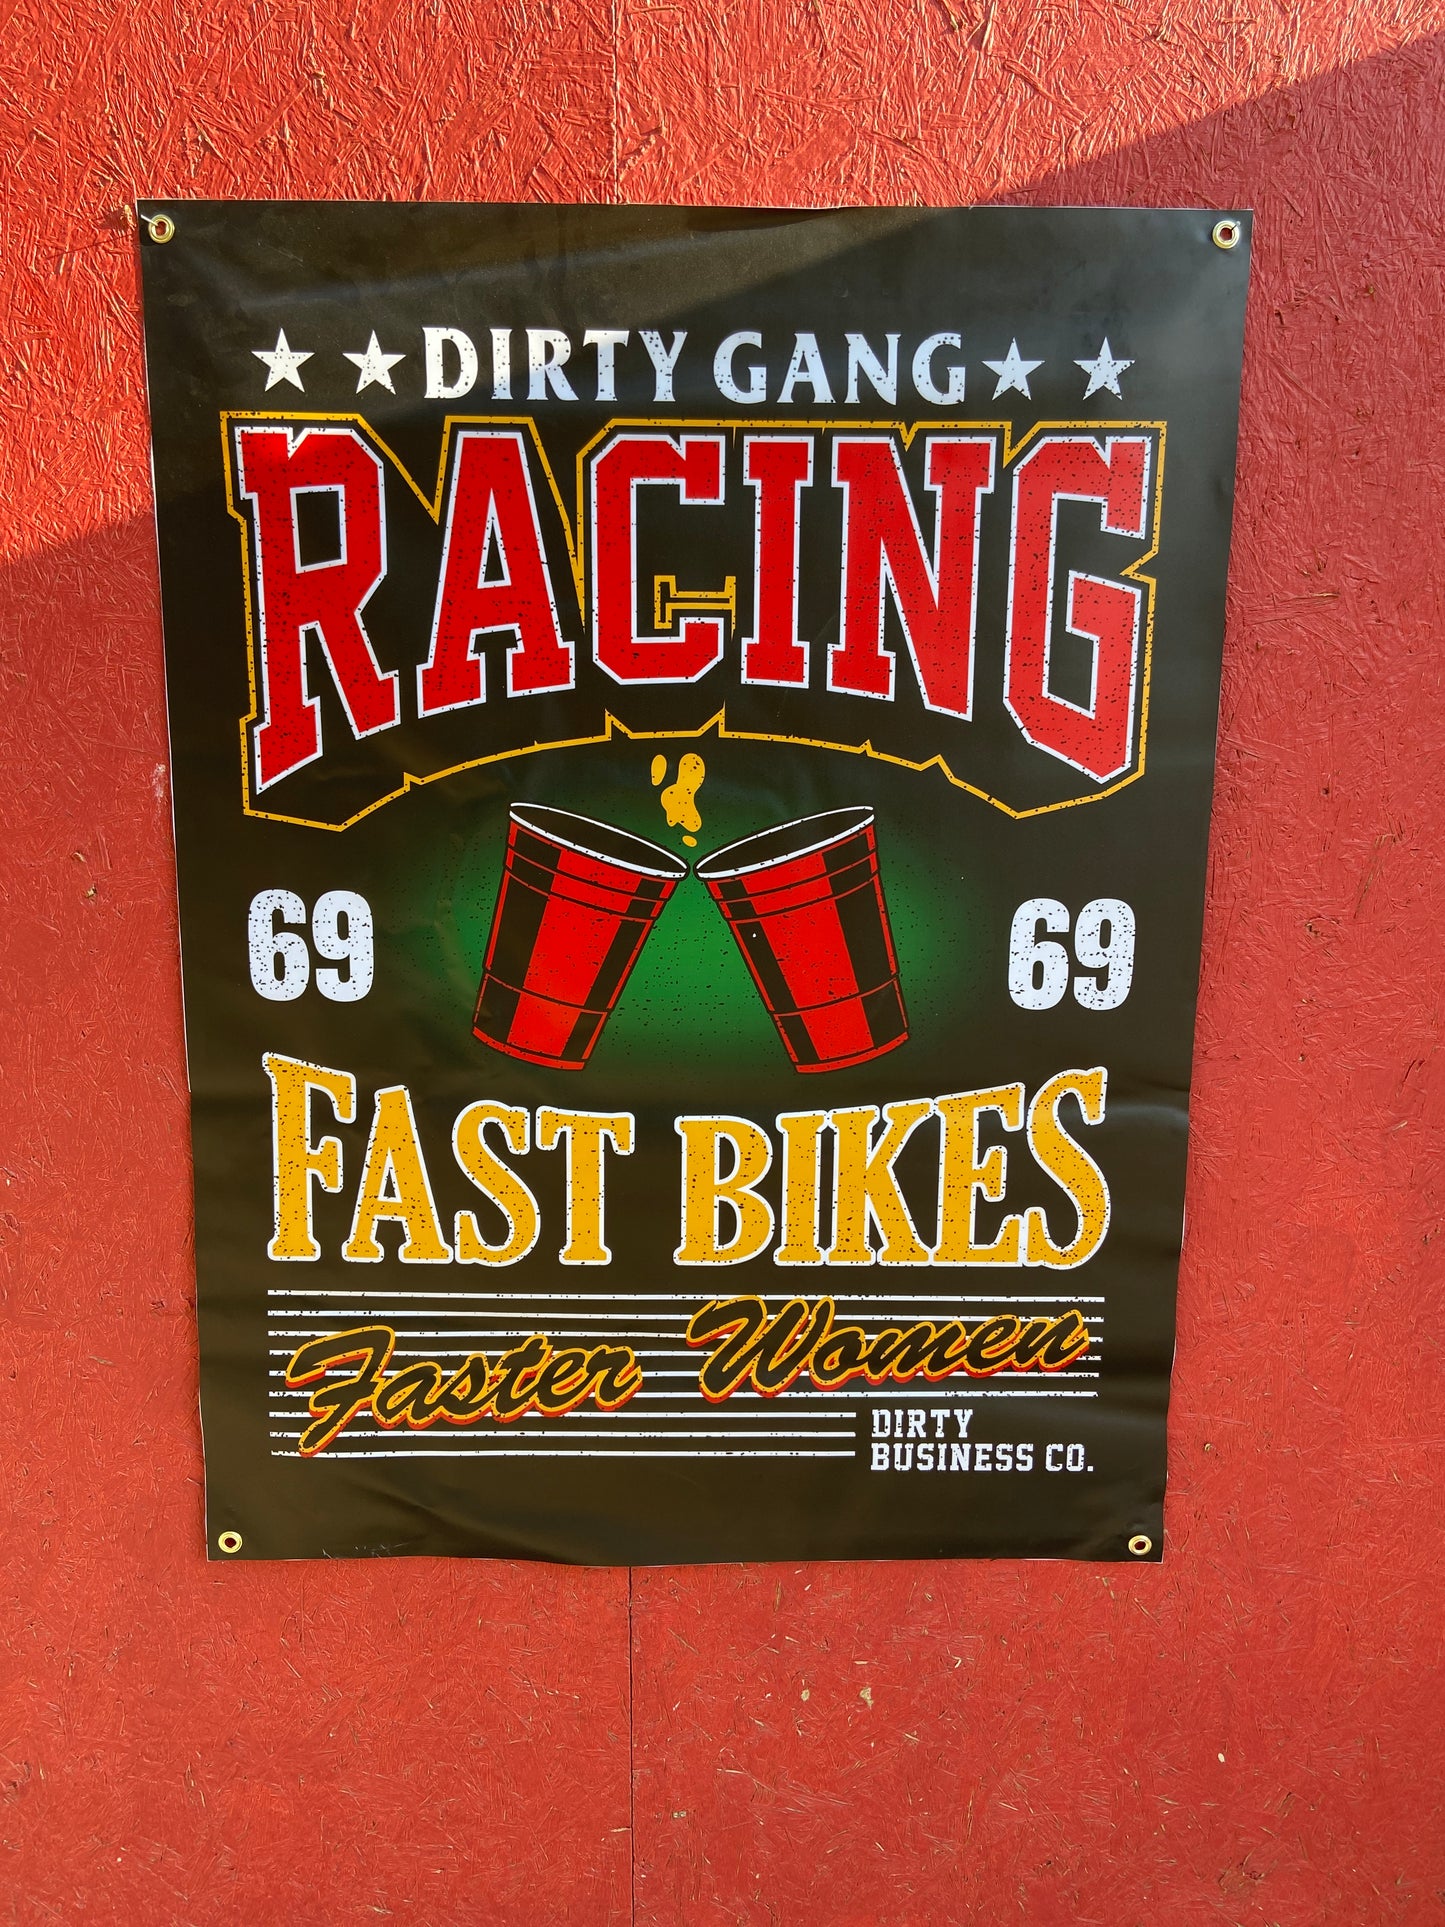 DIRTY GANG
RACING
69 69
FAST BIKES
Faster Women
DIRTY
BUSINESS CO.